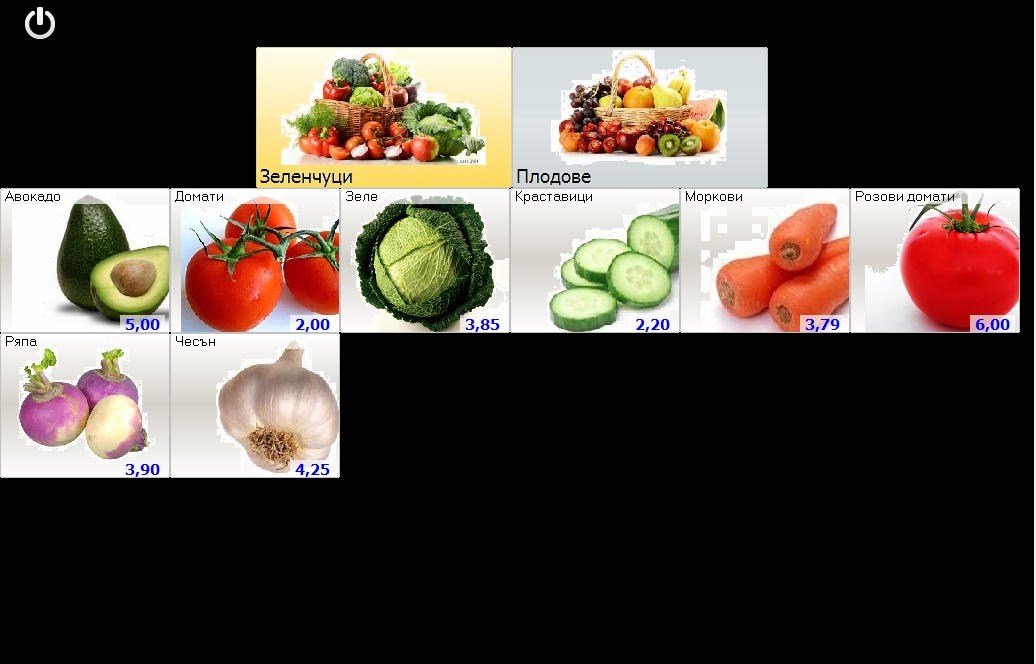 Зеленчуци
Плодове
Авокадо
Домати
Зеле
Краставици
Моркови
Розови домати
5,00
2,00
3,85
2,20
3,79
6,00
Ряпа
Чесън
3,90
4,25